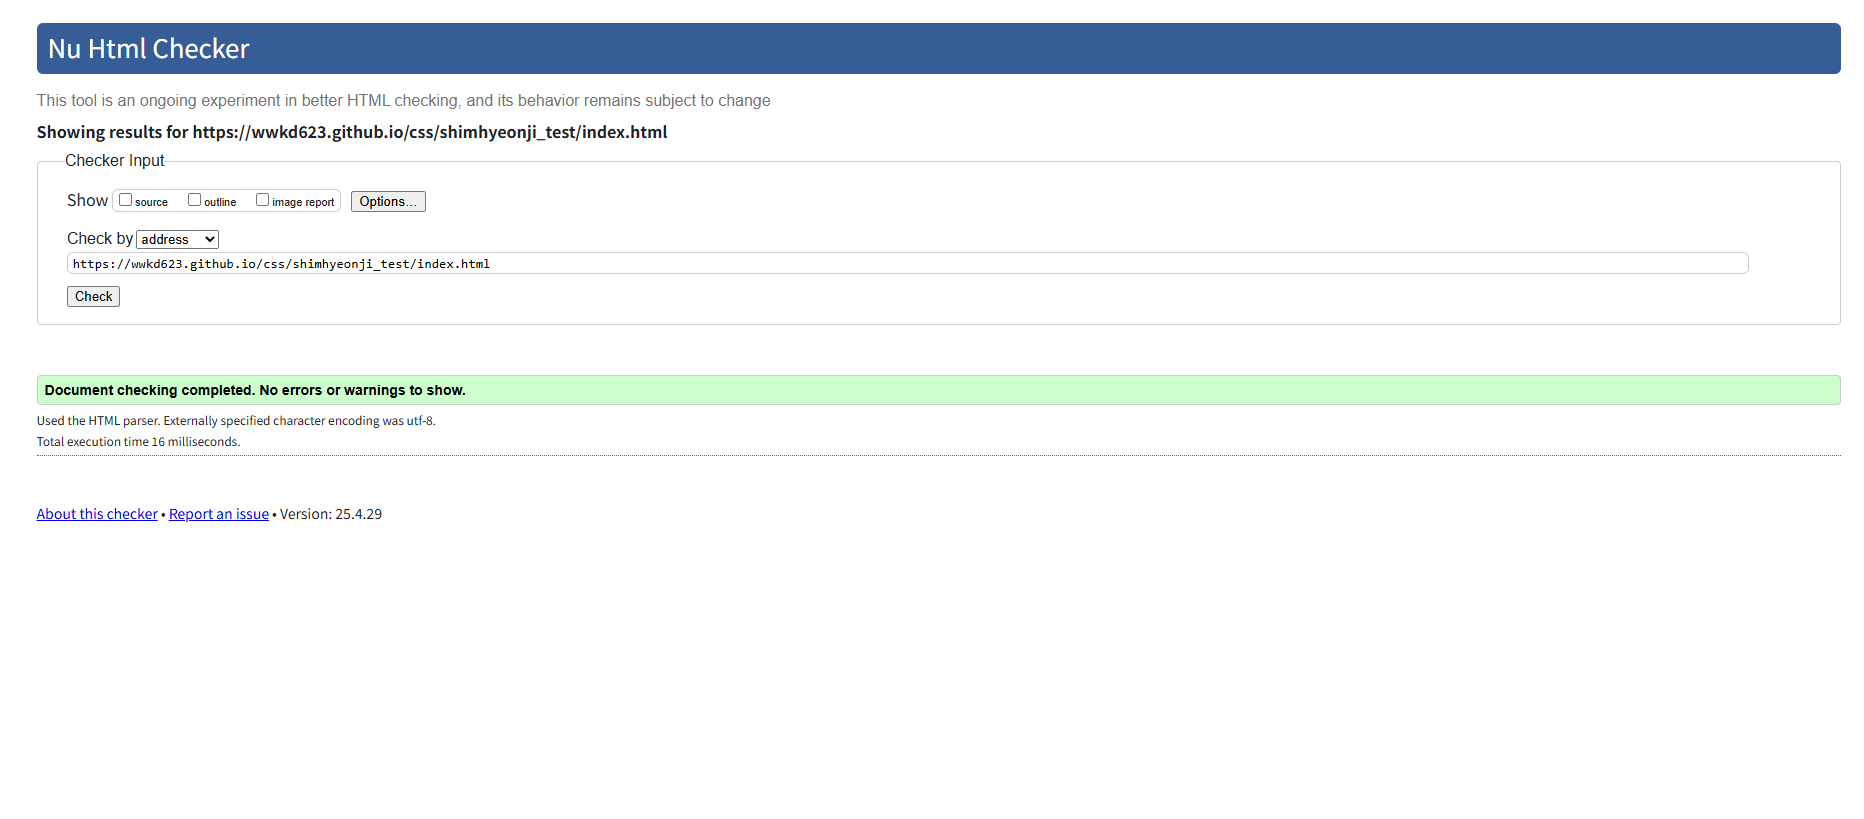 Nu Html Checker
This tool is an ongoing experiment in better HTML checking, and its behavior remains subject to change
Showing results for https://wwkd623.github.io/css/shimhyeonji_test/index.html
Checker Input
Show source outline image report Options...
Check by address
https://wwkd623.github.io/css/shimhyeonji_test/index.html
Check
Document checking completed. No errors or warnings to show.
Used the HTML parser. Externally specified character encoding was utf-8.
Total execution time 16 milliseconds.
About this checker • Report an issue • Version: 25.4.29